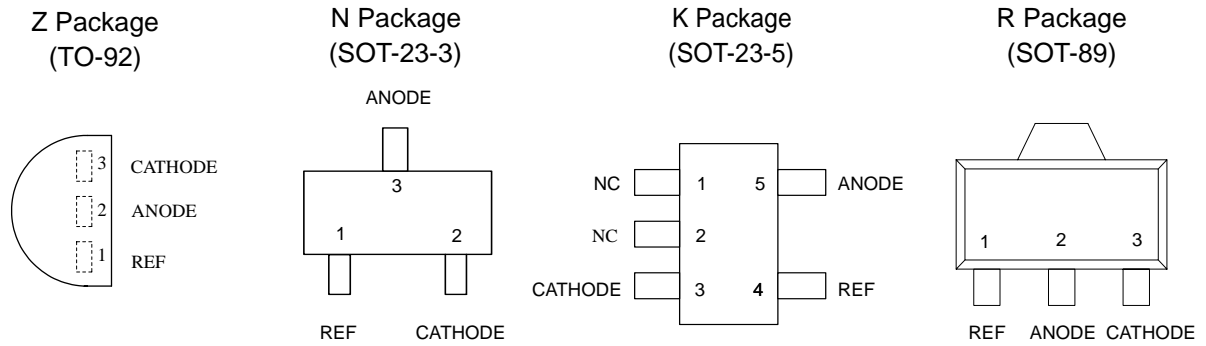 Z Package
(TO-92)
3 CATHODE
2 ANODE
1 REF
N Package
(SOT-23-3)
ANODE
3
1 2
REF CATHODE
K Package
(SOT-23-5)
NC 1 5 ANODE
NC 2
CATHODE 3 4 REF
R Package
(SOT-89)
1 2 3
REF ANODE CATHODE